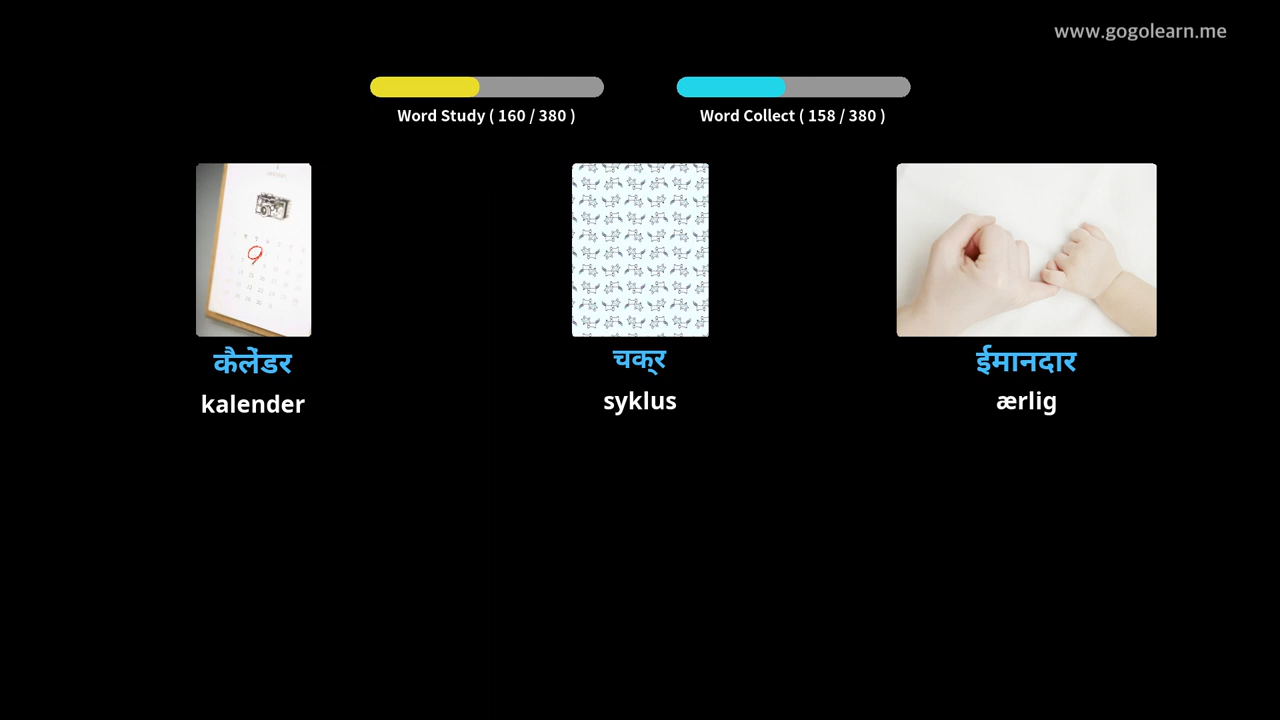 www.gogolearn.me
Word Study ( 160 / 380 )
Word Collect ( 158 / 380 )
कैलेंडर
चक्र
ईमानदार
kalender
syklus
ærlig